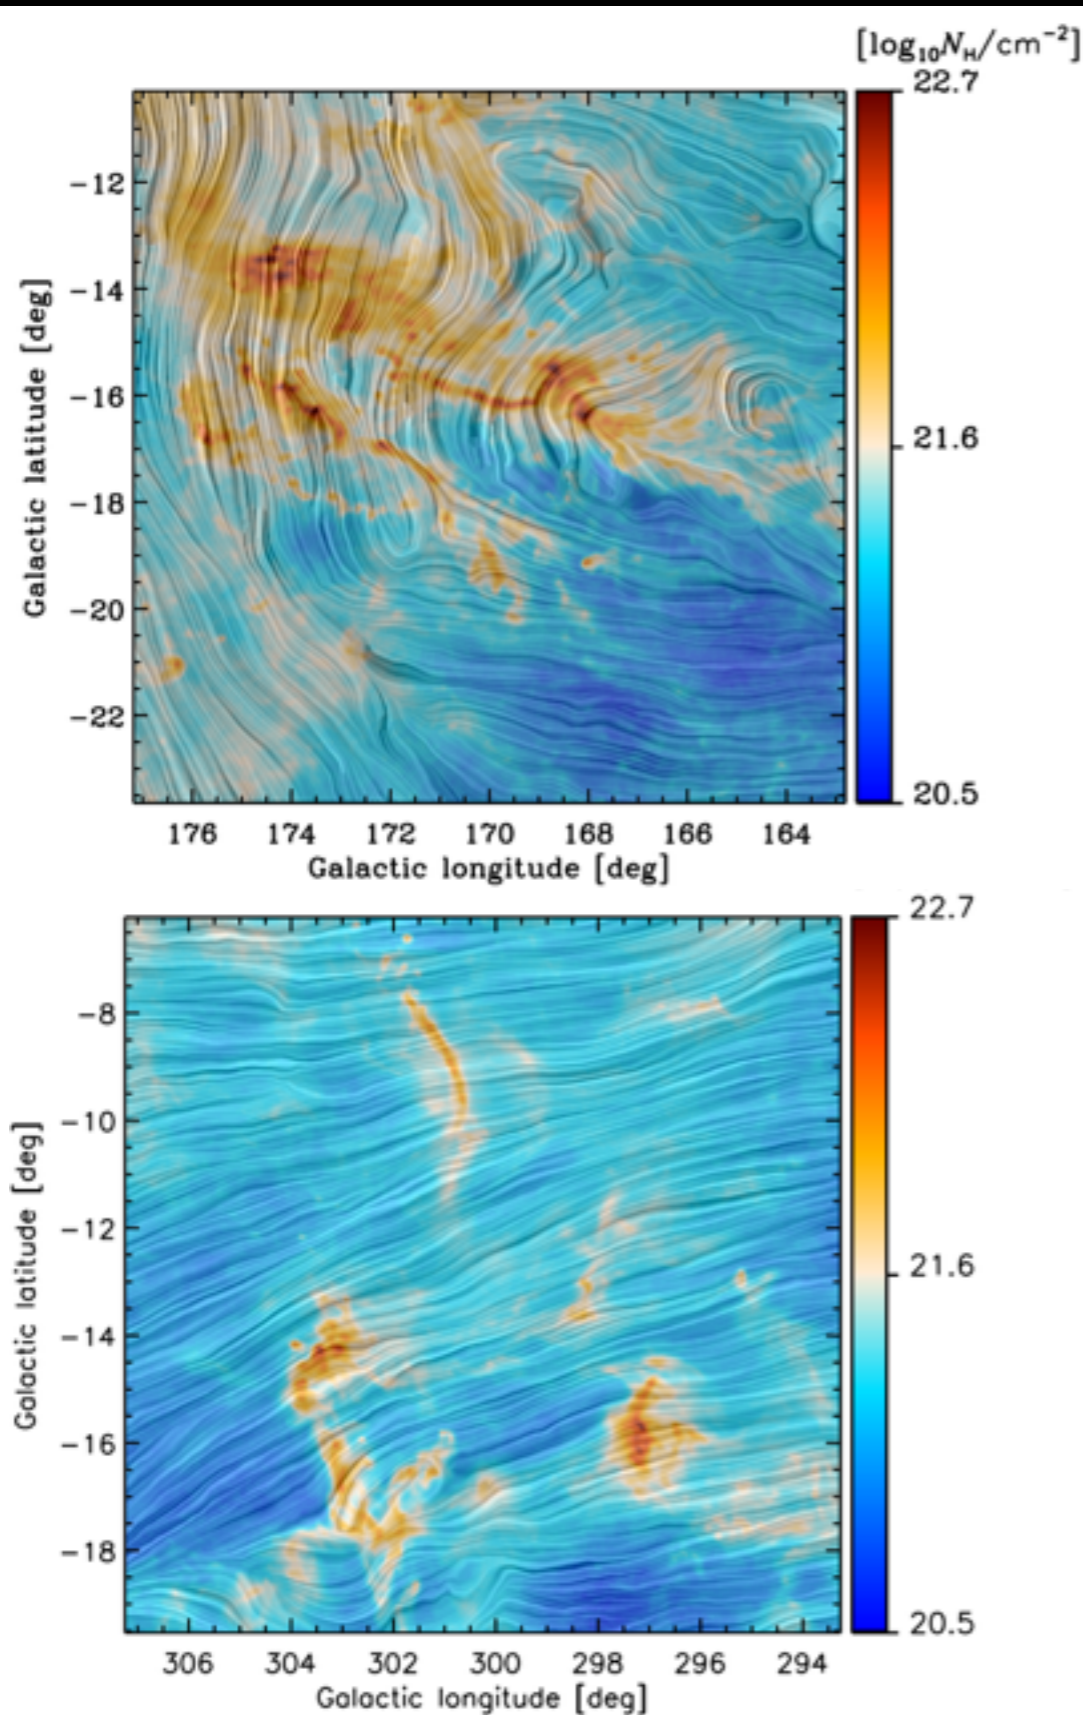 [log₁₀N_H/cm⁻²]
22.7
−12
−14
−16
21.6
−18
−20
−22
20.5
176 174 172 170 168 166 164
Galactic longitude [deg]
Galactic latitude [deg]
22.7
−8
−10
−12
21.6
−14
−16
−18
20.5
306 304 302 300 298 296 294
Galactic longitude [deg]
Galactic latitude [deg]